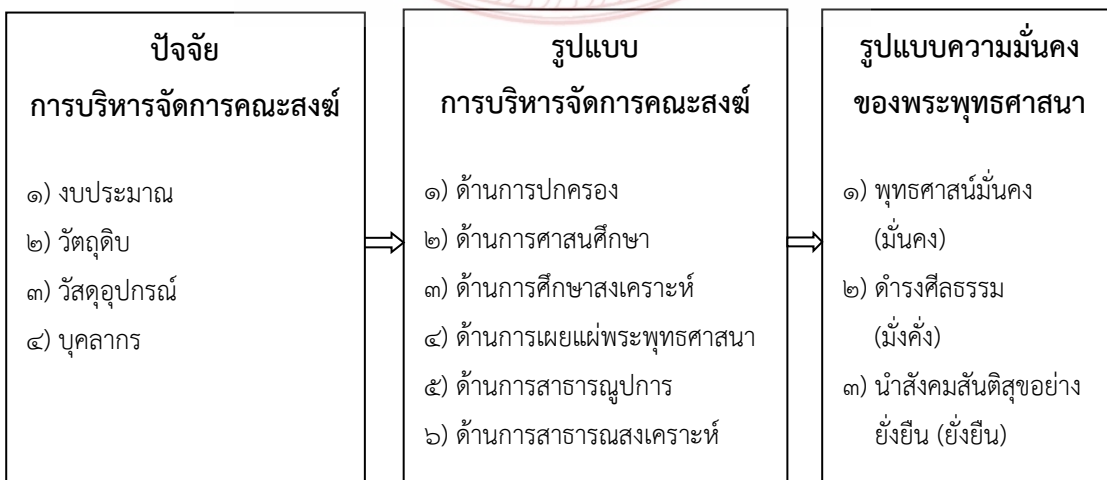 ปัจจัย
การบริหารจัดการคณะสงฆ์
๑) งบประมาณ
๒) วัตถุดิบ
๓) วัสดุอุปกรณ์
๔) บุคลากร
รูปแบบ
การบริหารจัดการคณะสงฆ์
๑) ด้านการปกครอง
๒) ด้านการศาสนศึกษา
๓) ด้านการศึกษาสงเคราะห์
๔) ด้านการเผยแผ่พระพุทธศาสนา
๕) ด้านการสาธารณูปการ
๖) ด้านการสาธารณสงเคราะห์
รูปแบบความมั่นคง
ของพระพุทธศาสนา
๑) พุทธศาสน์มั่นคง
(มั่นคง)
๒) ดำรงศีลธรรม
(มั่งคั่ง)
๓) นำสังคมสันติสุขอย่าง
ยั่งยืน (ยั่งยืน)